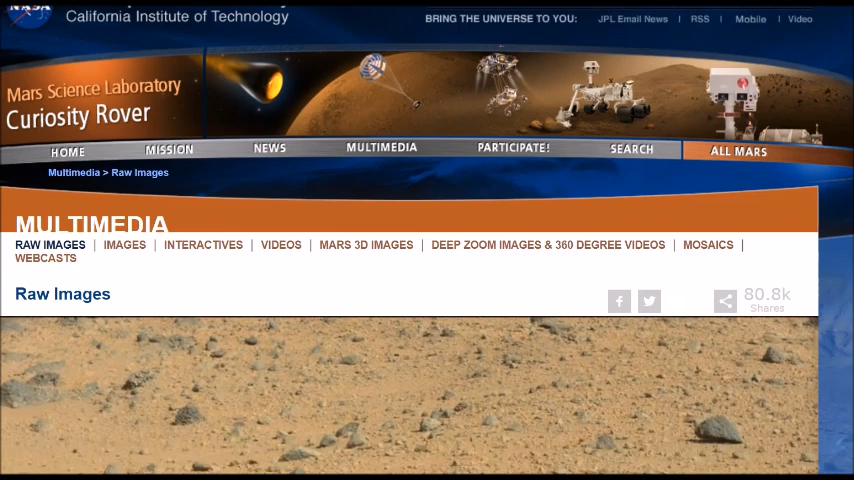 NASA
California Institute of Technology
BRING THE UNIVERSE TO YOU: JPL Email News | RSS | Mobile | Video
Mars Science Laboratory
Curiosity Rover
HOME MISSION NEWS MULTIMEDIA PARTICIPATE! SEARCH ALL MARS
Multimedia > Raw Images
MULTIMEDIA
RAW IMAGES | IMAGES | INTERACTIVES | VIDEOS | MARS 3D IMAGES | DEEP ZOOM IMAGES & 360 DEGREE VIDEOS | MOSAICS |
WEBCASTS
Raw Images
80.8k
Shares